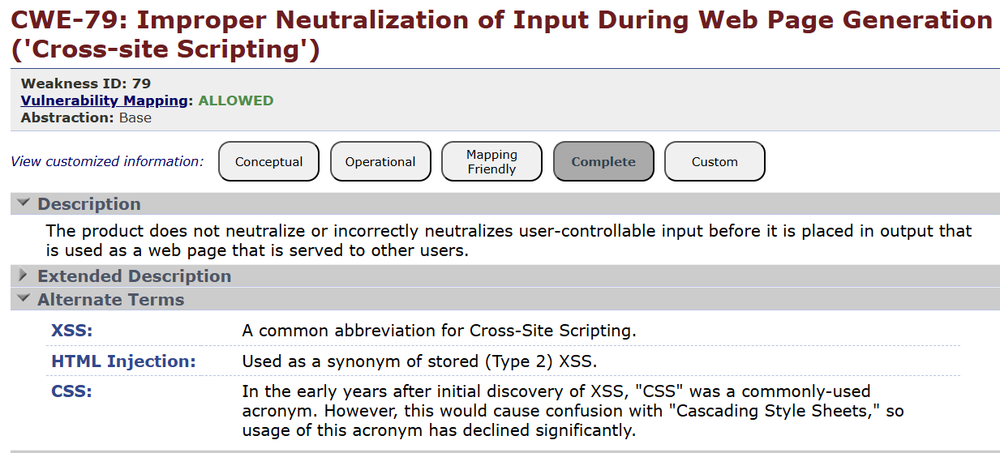 CWE-79: Improper Neutralization of Input During Web Page Generation
('Cross-site Scripting')
Weakness ID: 79
Vulnerability Mapping: ALLOWED
Abstraction: Base
View customized information: Conceptual Operational Mapping Friendly Complete Custom
Description
The product does not neutralize or incorrectly neutralizes user-controllable input before it is placed in output that
is used as a web page that is served to other users.
Extended Description
Alternate Terms
XSS: A common abbreviation for Cross-Site Scripting.
HTML Injection: Used as a synonym of stored (Type 2) XSS.
CSS: In the early years after initial discovery of XSS, "CSS" was a commonly-used
acronym. However, this would cause confusion with "Cascading Style Sheets," so
usage of this acronym has declined significantly.